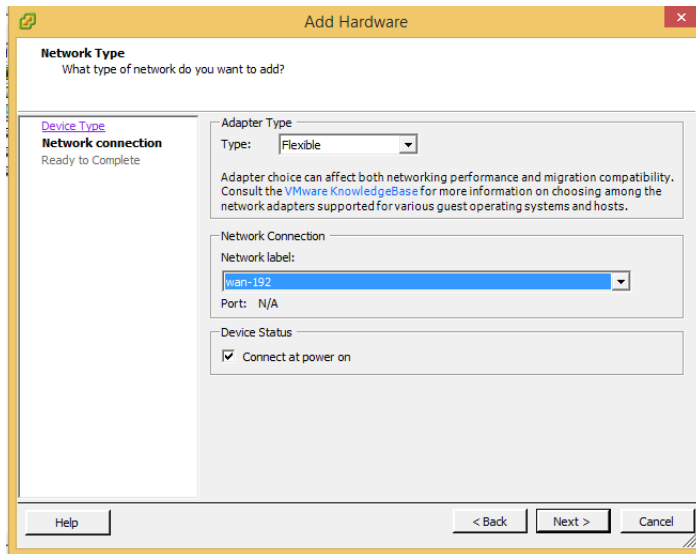 Add Hardware
Network Type
What type of network do you want to add?
Device Type
Network connection
Ready to Complete
Adapter Type
Type: Flexible
Adapter choice can affect both networking performance and migration compatibility.
Consult the VMware KnowledgeBase for more information on choosing among the
network adapters supported for various guest operating systems and hosts.
Network Connection
Network label:
wan-192
Port: N/A
Device Status
Connect at power on
Help
< Back
Next >
Cancel